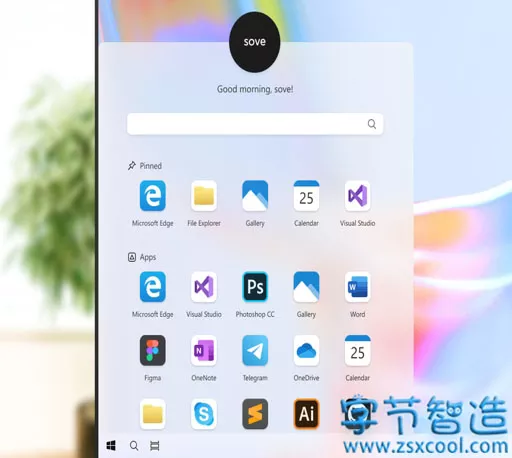 sove
Good morning, sove!
Pinned
Microsoft Edge File Explorer Gallery Calendar Visual Studio
25
Apps
Microsoft Edge Visual Studio Photoshop CC Gallery Word
Ps
W
Figma OneNote Telegram OneDrive Calendar
N
25
S
Ai
字节智造
www.zsxcool.com